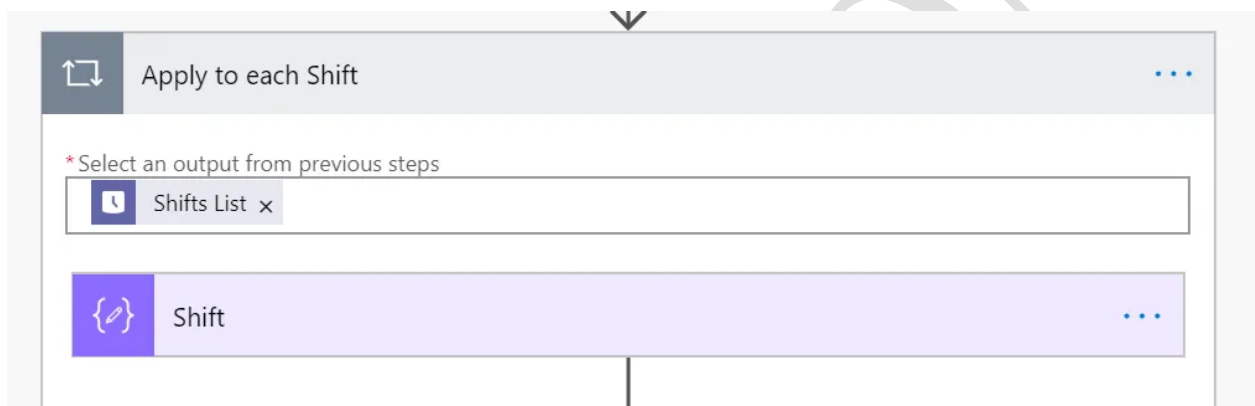 Apply to each Shift
* Select an output from previous steps
Shifts List ×
Shift